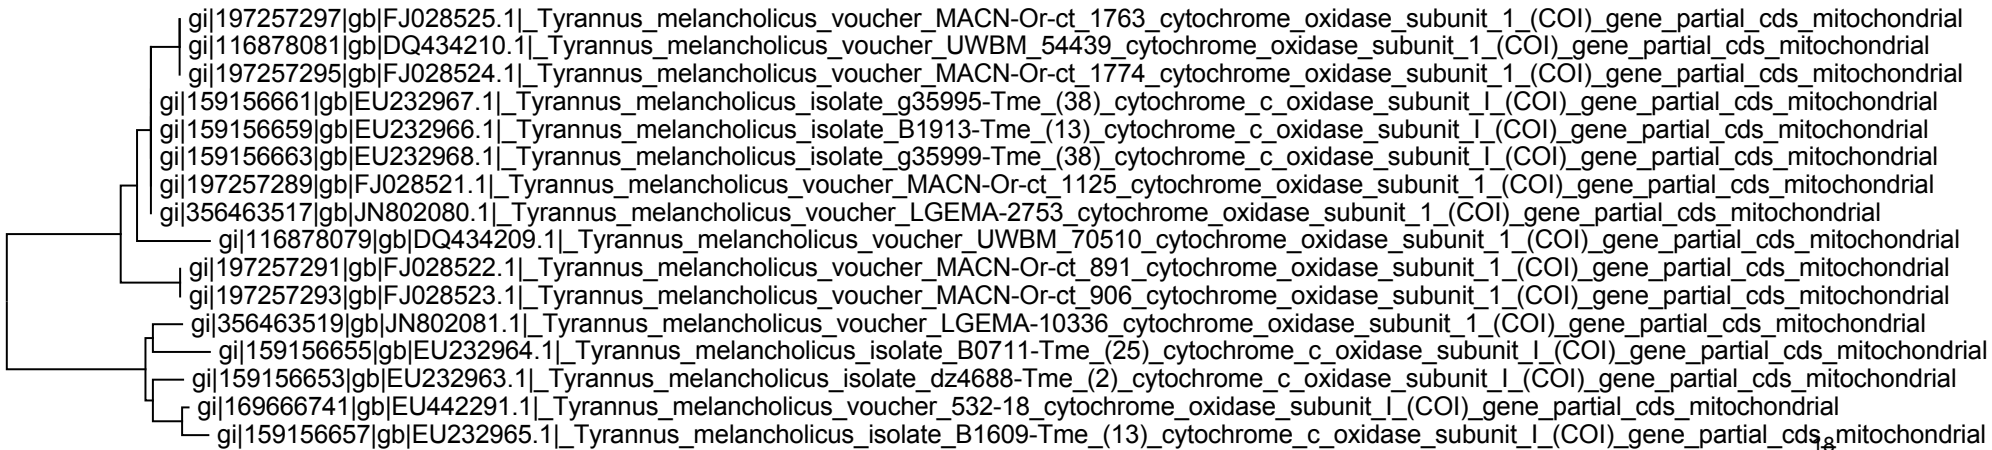 gi|197257297|gb|FJ028525.1|_Tyrannus_melancholicus_voucher_MACN-Or-ct_1763_cytochrome_oxidase_subunit_1_(COI)_gene_partial_cds_mitochondrial
gi|116878081|gb|DQ434210.1|_Tyrannus_melancholicus_voucher_UWBM_54439_cytochrome_oxidase_subunit_1_(COI)_gene_partial_cds_mitochondrial
gi|197257295|gb|FJ028524.1|_Tyrannus_melancholicus_voucher_MACN-Or-ct_1774_cytochrome_oxidase_subunit_1_(COI)_gene_partial_cds_mitochondrial
gi|159156661|gb|EU232967.1|_Tyrannus_melancholicus_isolate_g35995-Tme_(38)_cytochrome_c_oxidase_subunit_I_(COI)_gene_partial_cds_mitochondrial
gi|159156659|gb|EU232966.1|_Tyrannus_melancholicus_isolate_B1913-Tme_(13)_cytochrome_c_oxidase_subunit_I_(COI)_gene_partial_cds_mitochondrial
gi|159156663|gb|EU232968.1|_Tyrannus_melancholicus_isolate_g35999-Tme_(38)_cytochrome_c_oxidase_subunit_I_(COI)_gene_partial_cds_mitochondrial
gi|197257289|gb|FJ028521.1|_Tyrannus_melancholicus_voucher_MACN-Or-ct_1125_cytochrome_oxidase_subunit_1_(COI)_gene_partial_cds_mitochondrial
gi|356463517|gb|JN802080.1|_Tyrannus_melancholicus_voucher_LGEMA-2753_cytochrome_oxidase_subunit_1_(COI)_gene_partial_cds_mitochondrial
gi|116878079|gb|DQ434209.1|_Tyrannus_melancholicus_voucher_UWBM_70510_cytochrome_oxidase_subunit_1_(COI)_gene_partial_cds_mitochondrial
gi|197257291|gb|FJ028522.1|_Tyrannus_melancholicus_voucher_MACN-Or-ct_891_cytochrome_oxidase_subunit_1_(COI)_gene_partial_cds_mitochondrial
gi|197257293|gb|FJ028523.1|_Tyrannus_melancholicus_voucher_MACN-Or-ct_906_cytochrome_oxidase_subunit_1_(COI)_gene_partial_cds_mitochondrial
gi|356463519|gb|JN802081.1|_Tyrannus_melancholicus_voucher_LGEMA-10336_cytochrome_oxidase_subunit_1_(COI)_gene_partial_cds_mitochondrial
gi|159156655|gb|EU232964.1|_Tyrannus_melancholicus_isolate_B0711-Tme_(25)_cytochrome_c_oxidase_subunit_I_(COI)_gene_partial_cds_mitochondrial
gi|159156653|gb|EU232963.1|_Tyrannus_melancholicus_isolate_dz4688-Tme_(2)_cytochrome_c_oxidase_subunit_I_(COI)_gene_partial_cds_mitochondrial
gi|169666741|gb|EU442291.1|_Tyrannus_melancholicus_voucher_532-18_cytochrome_oxidase_subunit_I_(COI)_gene_partial_cds_mitochondrial
gi|159156657|gb|EU232965.1|_Tyrannus_melancholicus_isolate_B1609-Tme_(13)_cytochrome_c_oxidase_subunit_I_(COI)_gene_partial_cds_mitochondrial
18